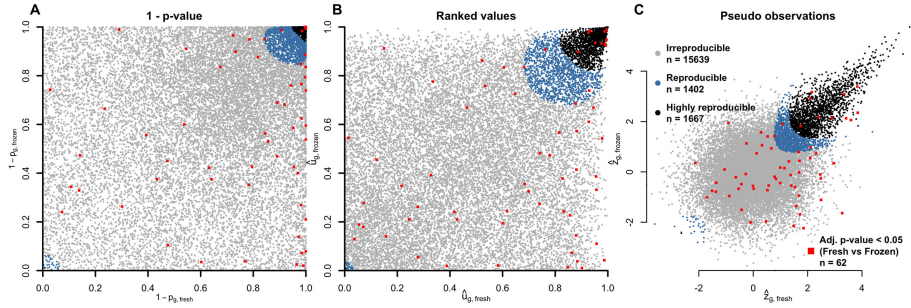 A
1 - p-value
1.0
0.8
0.6
0.4
0.2
0.0
1 − pg, frozen
0.0
0.2
0.4
0.6
0.8
1.0
1 − pg, fresh
B
Ranked values
1.0
0.8
0.6
0.4
0.2
0.0
ûg, frozen
0.0
0.2
0.4
0.6
0.8
1.0
ûg, fresh
C
Pseudo observations
Irreproducible
n = 15639
Reproducible
n = 1402
Highly reproducible
n = 1667
4
2
0
-2
ẑg, frozen
Adj. p-value < 0.05
(Fresh vs Frozen)
n = 62
-2
0
2
4
ẑg, fresh